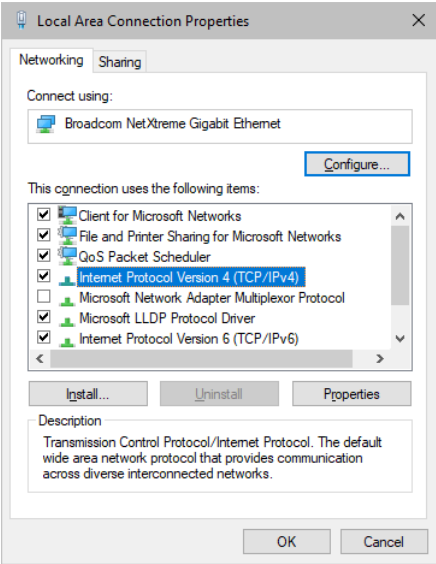 Local Area Connection Properties
Networking
Sharing
Connect using:
Broadcom NetXtreme Gigabit Ethernet
Configure...
This connection uses the following items:
Client for Microsoft Networks
File and Printer Sharing for Microsoft Networks
QoS Packet Scheduler
Internet Protocol Version 4 (TCP/IPv4)
Microsoft Network Adapter Multiplexor Protocol
Microsoft LLDP Protocol Driver
Internet Protocol Version 6 (TCP/IPv6)
Install...
Uninstall
Properties
Description
Transmission Control Protocol/Internet Protocol. The default
wide area network protocol that provides communication
across diverse interconnected networks.
OK
Cancel